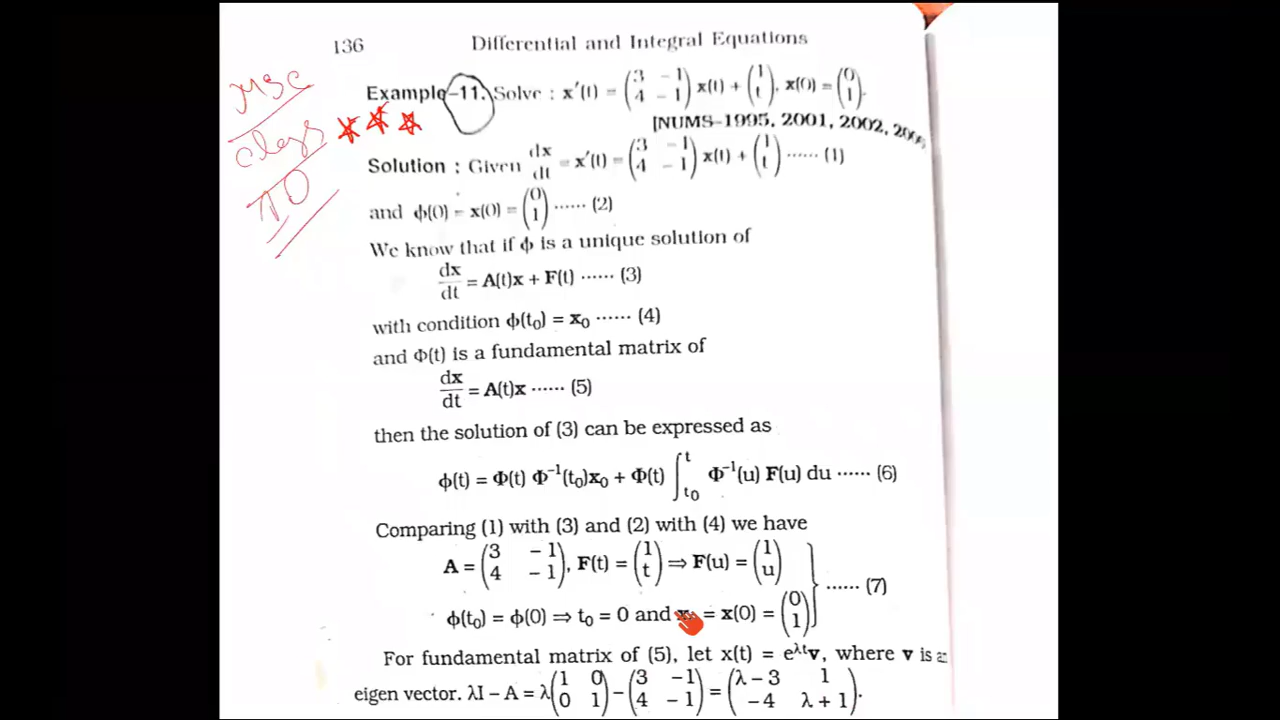 136 Differential and Integral Equations
MSc
class
TO
Example-11. Solve : x′(t) = (3 −1 / 4 −1) x(t) + (1 / t), x(0) = (0 / 1).
[NUMS-1995, 2001, 2002,
Solution : Given dx/dt = x′(t) = (3 −1 / 4 −1) x(t) + (1 / t) ······ (1)
and ϕ(0) = x(0) = (0 / 1) ······ (2)
We know that if ϕ is a unique solution of
dx/dt = A(t)x + F(t) ······ (3)
with condition ϕ(t₀) = x₀ ······ (4)
and Φ(t) is a fundamental matrix of
dx/dt = A(t)x ······ (5)
then the solution of (3) can be expressed as
ϕ(t) = Φ(t) Φ⁻¹(t₀)x₀ + Φ(t) ∫ₜ₀ᵗ Φ⁻¹(u) F(u) du ······ (6)
Comparing (1) with (3) and (2) with (4) we have
A = (3 −1 / 4 −1), F(t) = (1 / t) ⇒ F(u) = (1 / u)
ϕ(t₀) = ϕ(0) ⇒ t₀ = 0 and = x(0) = (0 / 1) } ······ (7)
For fundamental matrix of (5), let x(t) = e^λt v, where v is
eigen vector. λI − A = λ(1 0 / 0 1) − (3 −1 / 4 −1) = (λ − 3 1 / −4 λ + 1).